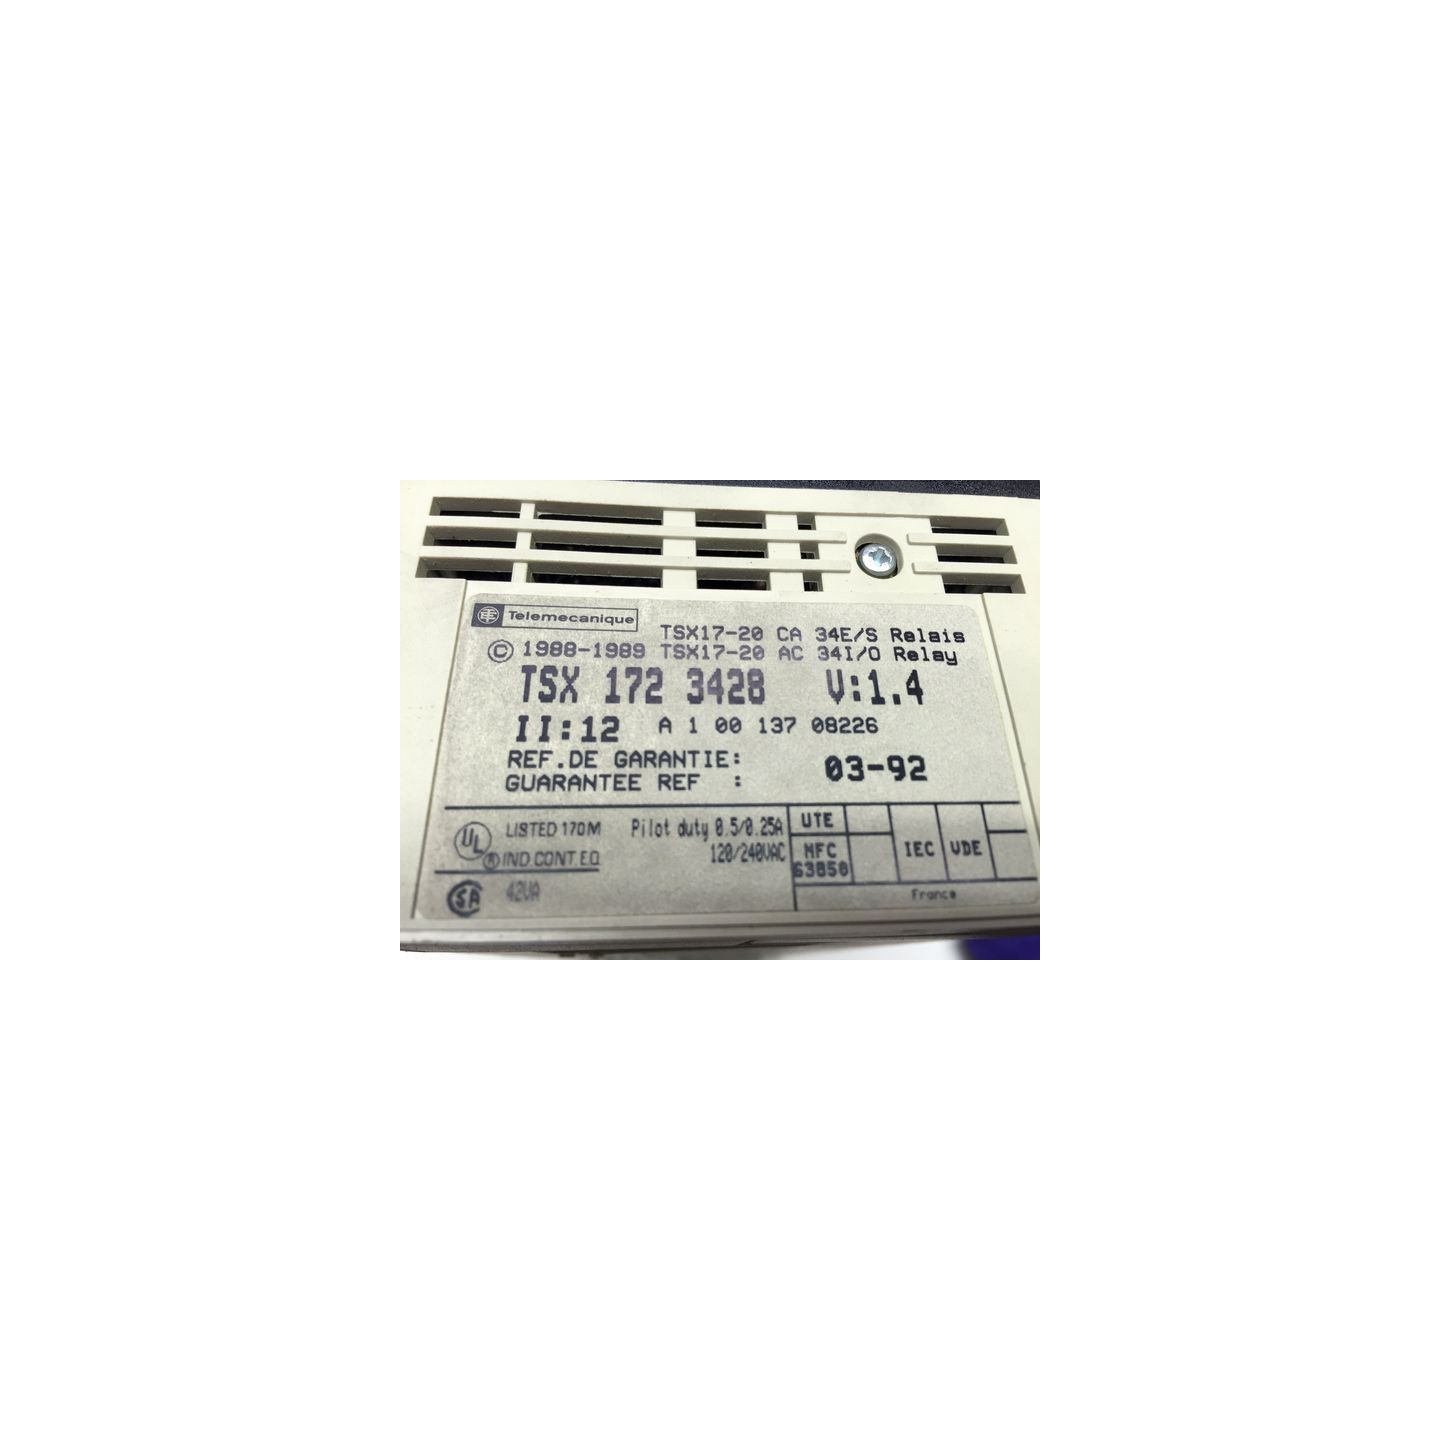 Telemecanique
TSX17-20 CA 34E/S Relais
© 1988-1989 TSX17-20 AC 34I/O Relay
TSX 172 3428 V:1.4
II:12 A 1 00 137 08226
REF.DE GARANTIE:
GUARANTEE REF : 03-92
UL LISTED 170M Pilot duty 0.5/0.25A UTE
® IND.CONT.EQ 120/240VAC NFC IEC VDE
63850
SA 42VA France